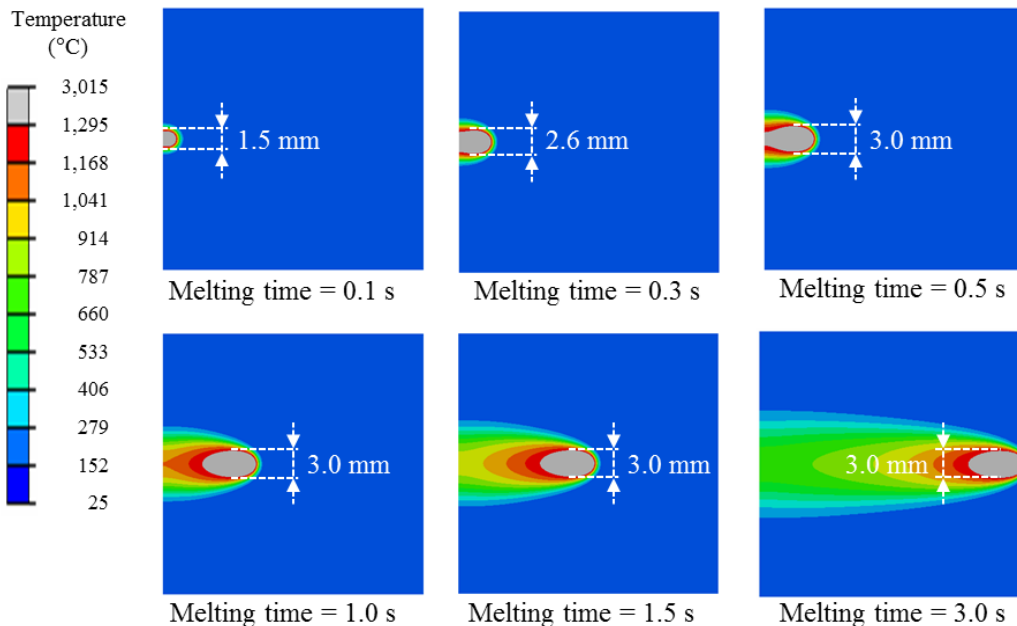 Temperature
(°C)
3,015
1,295
1,168
1,041
914
787
660
533
406
279
152
25
1.5 mm
2.6 mm
3.0 mm
Melting time = 0.1 s
Melting time = 0.3 s
Melting time = 0.5 s
3.0 mm
3.0 mm
3.0 mm
Melting time = 1.0 s
Melting time = 1.5 s
Melting time = 3.0 s